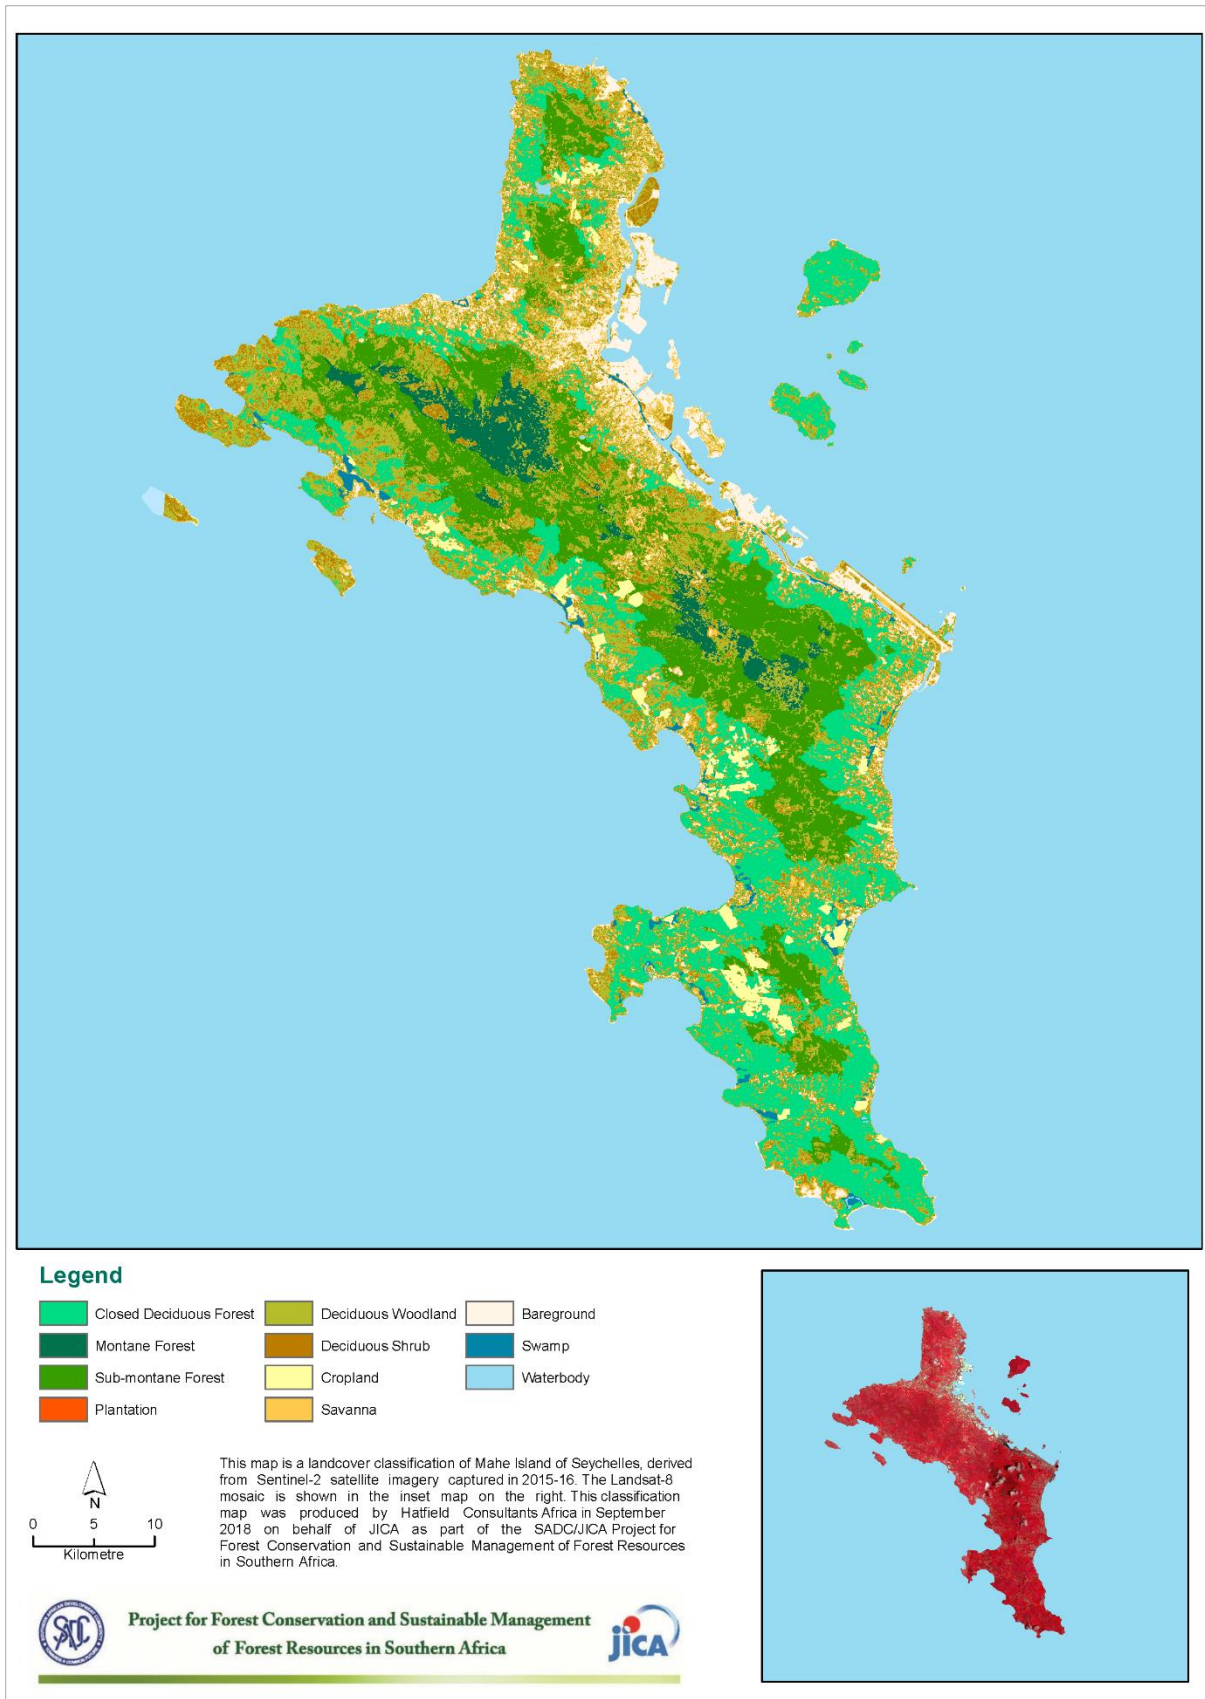 Legend
Closed Deciduous Forest
Montane Forest
Sub-montane Forest
Plantation
Deciduous Woodland
Deciduous Shrub
Cropland
Savanna
Bareground
Swamp
Waterbody
N
0 5 10
Kilometre
This map is a landcover classification of Mahe Island of Seychelles, derived
from Sentinel-2 satellite imagery captured in 2015-16. The Landsat-8
mosaic is shown in the inset map on the right. This classification
map was produced by Hatfield Consultants Africa in September
2018 on behalf of JICA as part of the SADC/JICA Project for
Forest Conservation and Sustainable Management of Forest Resources
in Southern Africa.
SADC
Project for Forest Conservation and Sustainable Management
of Forest Resources in Southern Africa
jICA